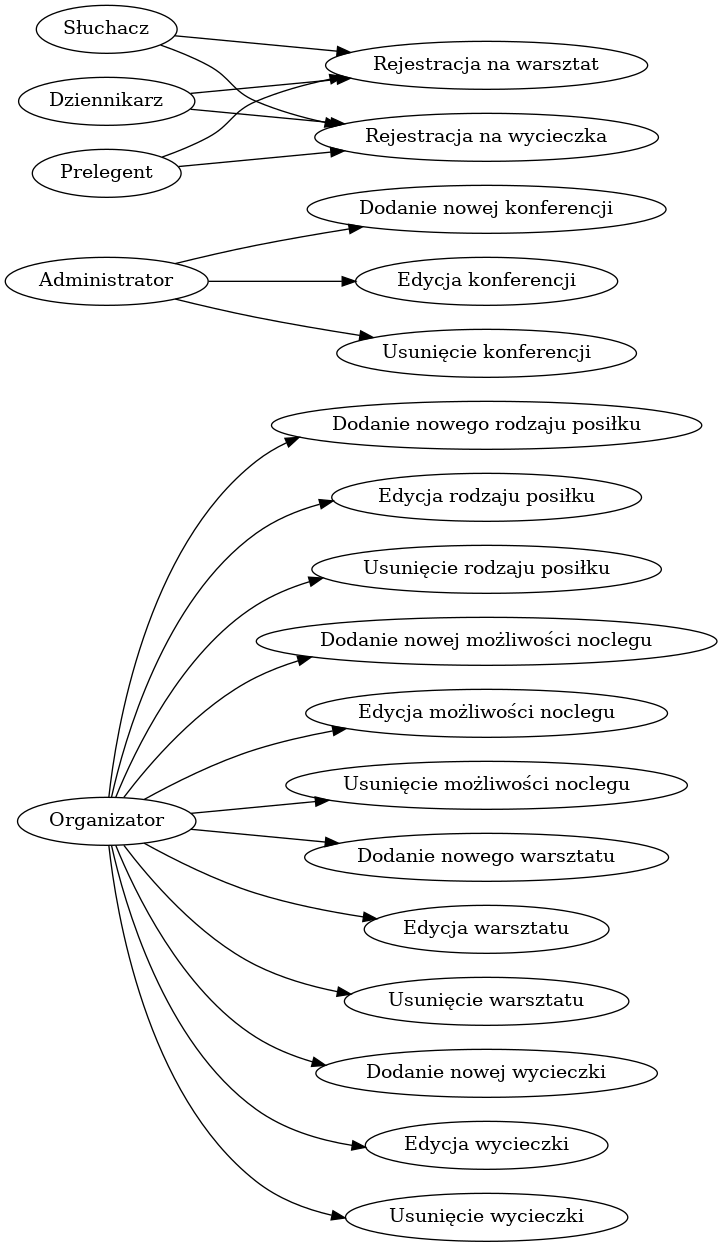 Słuchacz
Rejestracja na warsztat
Dziennikarz
Rejestracja na wycieczka
Prelegent
Dodanie nowej konferencji
Administrator
Edycja konferencji
Usunięcie konferencji
Dodanie nowego rodzaju posiłku
Edycja rodzaju posiłku
Usunięcie rodzaju posiłku
Dodanie nowej możliwości noclegu
Edycja możliwości noclegu
Usunięcie możliwości noclegu
Organizator
Dodanie nowego warsztatu
Edycja warsztatu
Usunięcie warsztatu
Dodanie nowej wycieczki
Edycja wycieczki
Usunięcie wycieczki